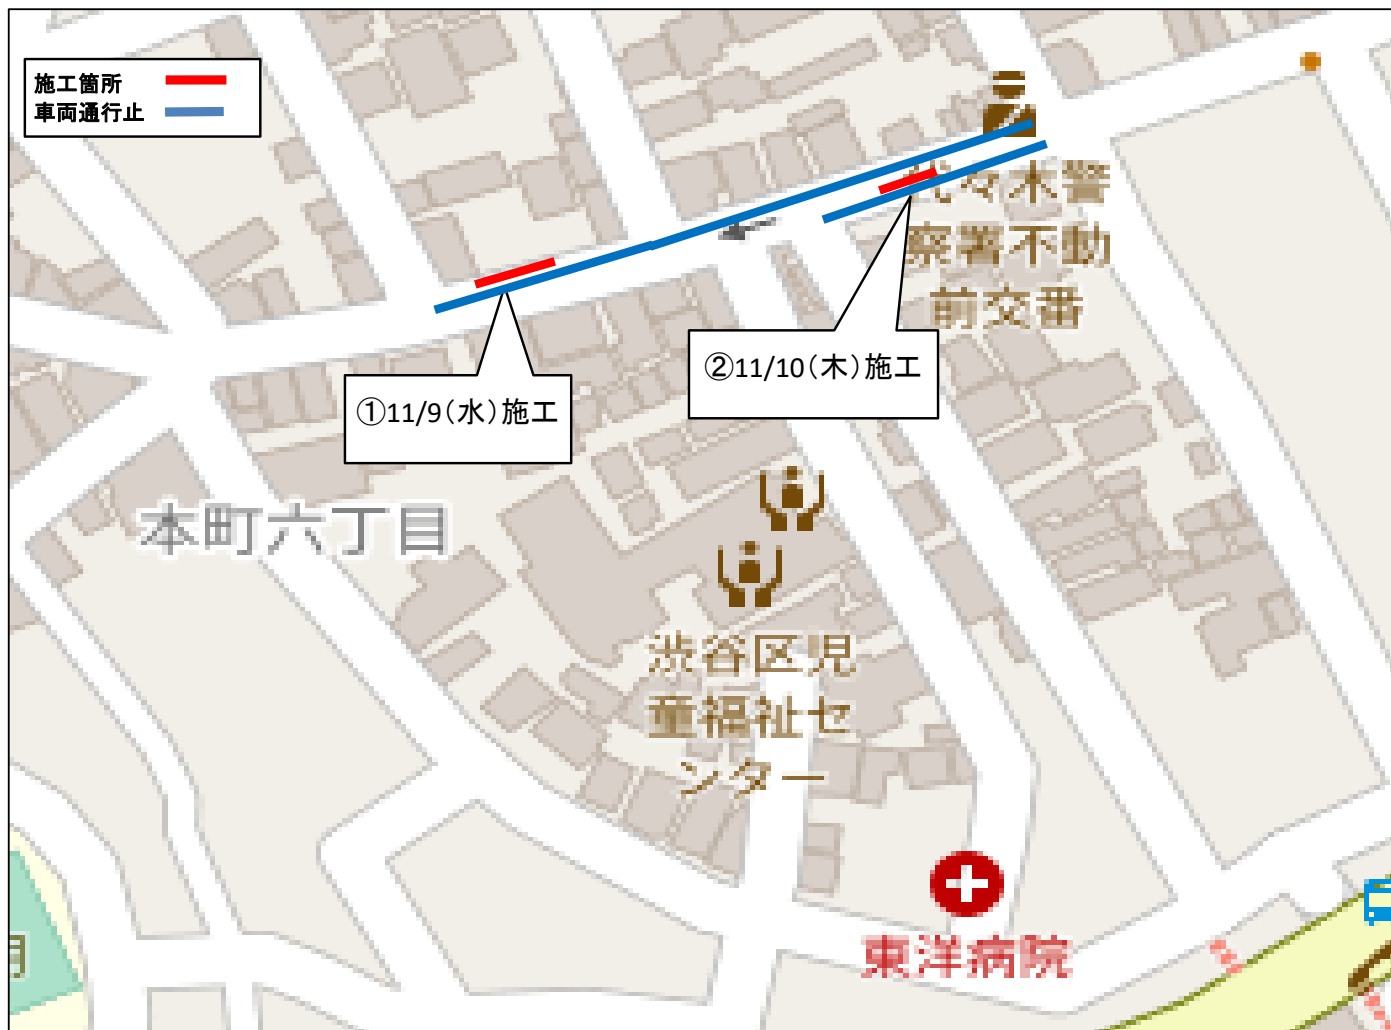 施工箇所
車両通行止
代々木警
察署不動
前交番
②11/10(木)施工
①11/9(水)施工
本町六丁目
渋谷区児
童福祉セ
ンター
東洋病院